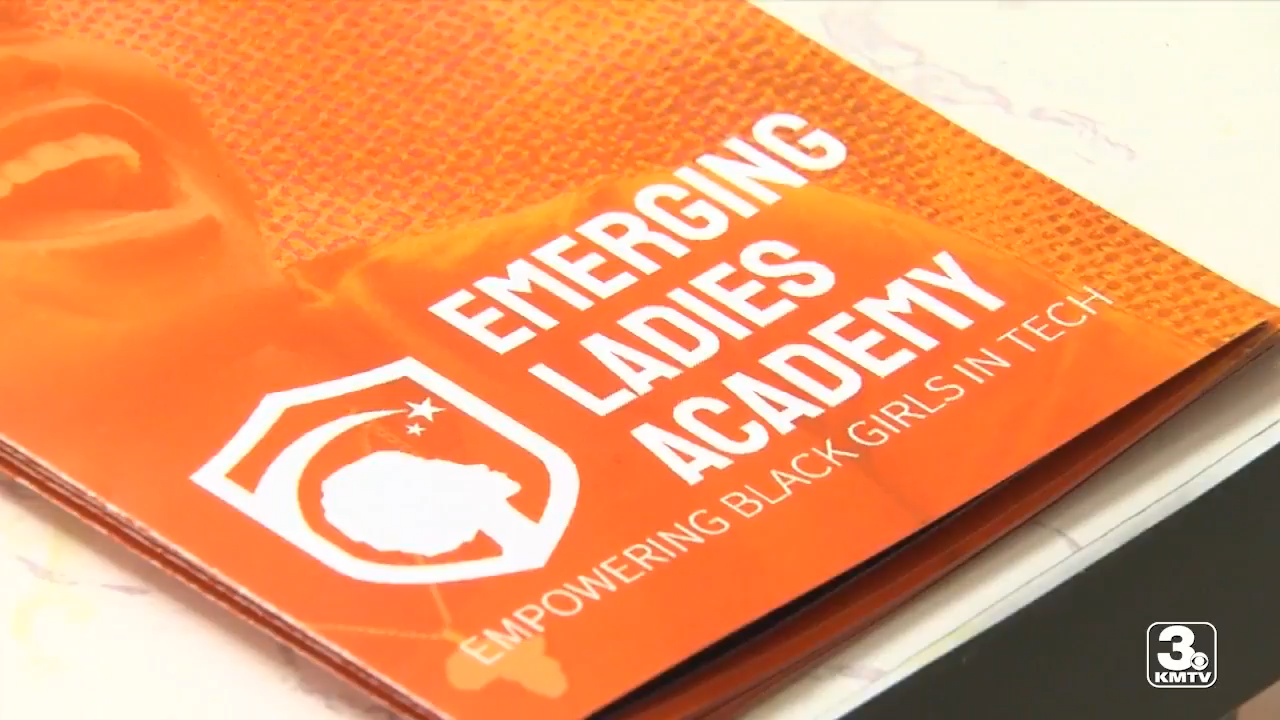 EMERGING
LADIES
ACADEMY
EMPOWERING BLACK GIRLS IN TECH
3
KMTV